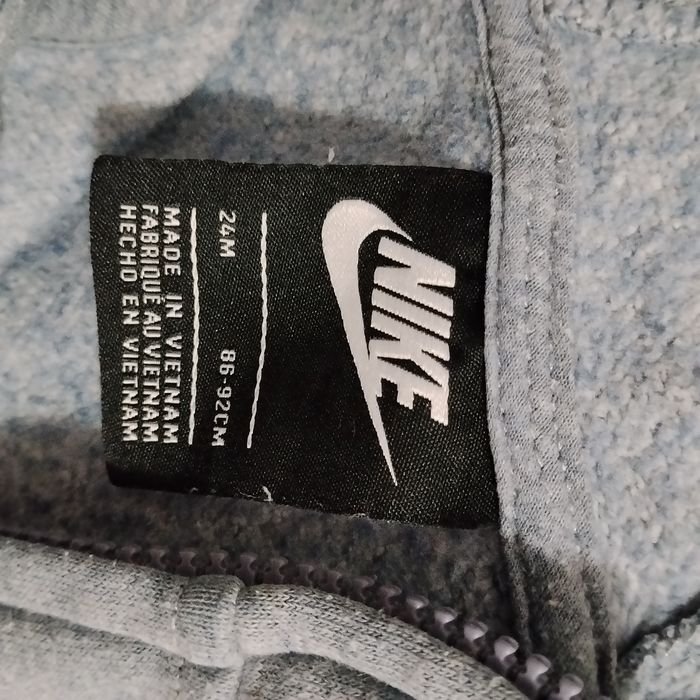 NIKE
24M 86-92CM
MADE IN VIETNAM
FABRIQUÉ AU VIETNAM
HECHO EN VIETNAM